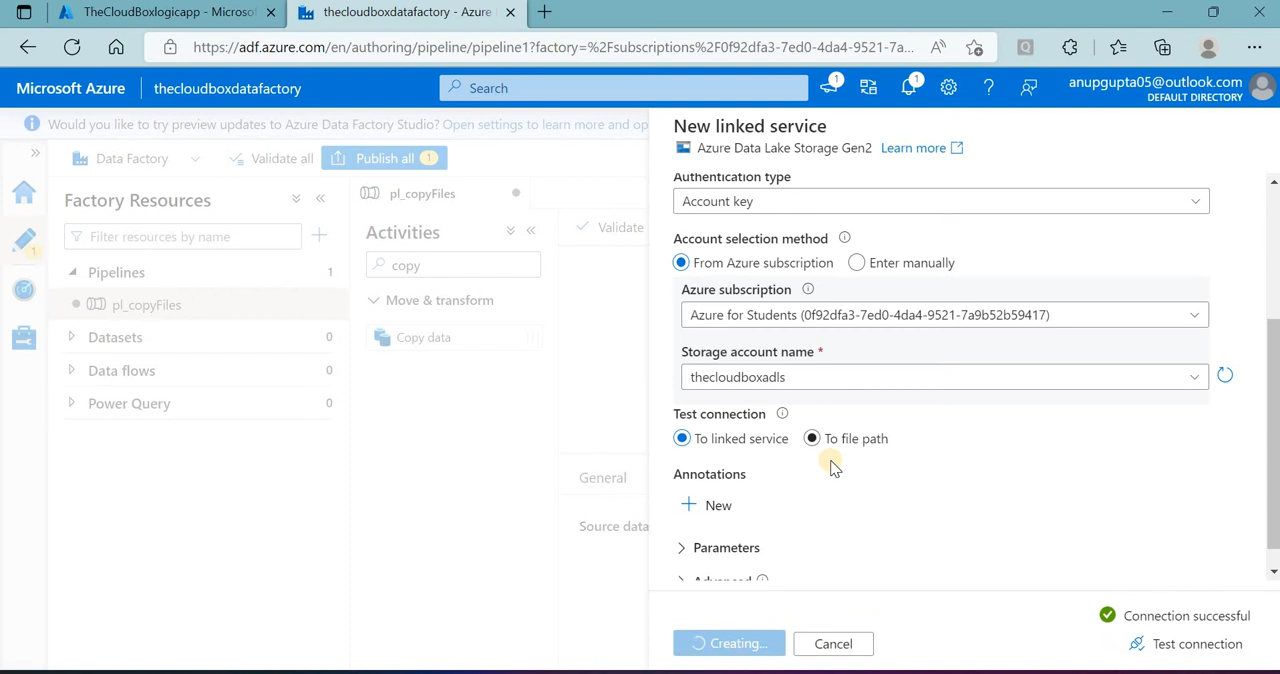 TheCloudBoxlogicapp - Microsof
thecloudboxdatafactory - Azure
https://adf.azure.com/en/authoring/pipeline/pipeline1?factory=%2Fsubscriptions%2F0f92dfa3-7ed0-4da4-9521-7a...
Microsoft Azure
thecloudboxdatafactory
Search
1
1
anupgupta05@outlook.com
DEFAULT DIRECTORY
Would you like to try preview updates to Azure Data Factory Studio? Open settings to learn more and op
Data Factory
Validate all
Publish all 1
Factory Resources
Filter resources by name
Pipelines 1
pl_copyFiles
Datasets 0
Data flows 0
Power Query 0
pl_copyFiles
Activities
copy
Move & transform
Copy data
Validate
General
Source data
New linked service
Azure Data Lake Storage Gen2 Learn more
Authentication type
Account key
Account selection method
From Azure subscription Enter manually
Azure subscription
Azure for Students (0f92dfa3-7ed0-4da4-9521-7a9b52b59417)
Storage account name *
thecloudboxadls
Test connection
To linked service To file path
Annotations
New
Parameters
Advanced
Connection successful
Creating... Cancel Test connection